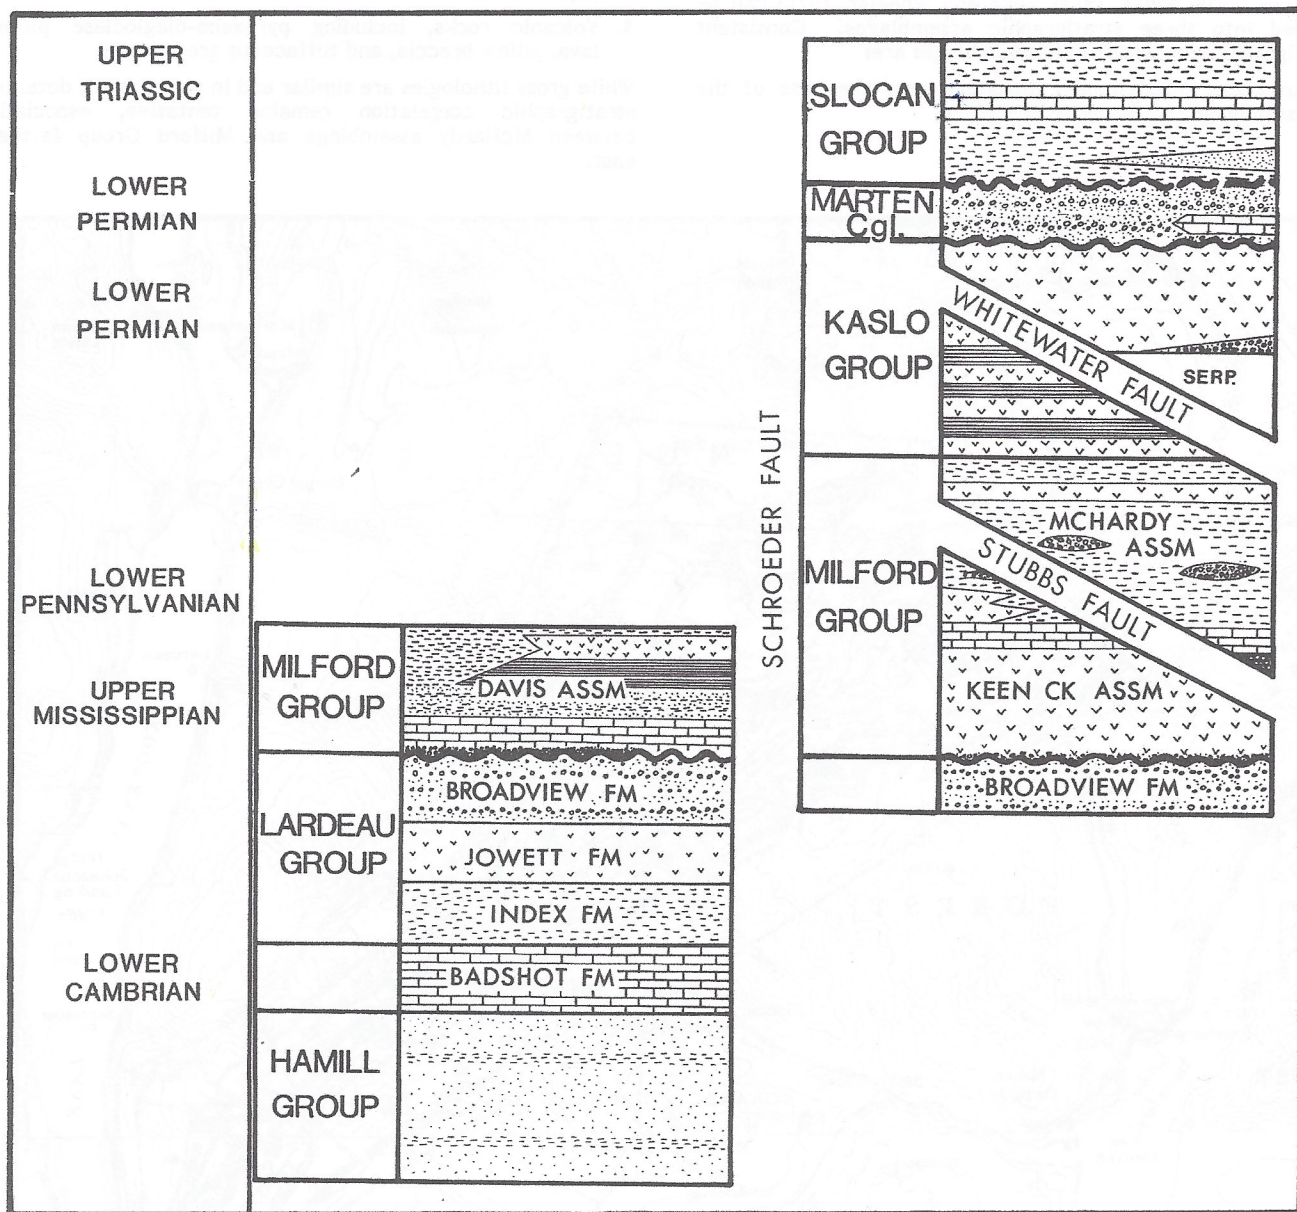 UPPER
TRIASSIC
LOWER
PERMIAN
LOWER
PERMIAN
LOWER
PENNSYLVANIAN
UPPER
MISSISSIPPIAN
LOWER
CAMBRIAN
MILFORD
GROUP
DAVIS ASSM
LARDEAU
GROUP
BROADVIEW FM
JOWETT FM
INDEX FM
BADSHOT FM
HAMILL
GROUP
SCHROEDER FAULT
SLOCAN
GROUP
MARTEN
Cgl.
KASLO
GROUP
WHITEWATER FAULT
SERP.
MILFORD
GROUP
MCHARDY
ASSM
STUBBS FAULT
KEEN CK ASSM
BROADVIEW FM